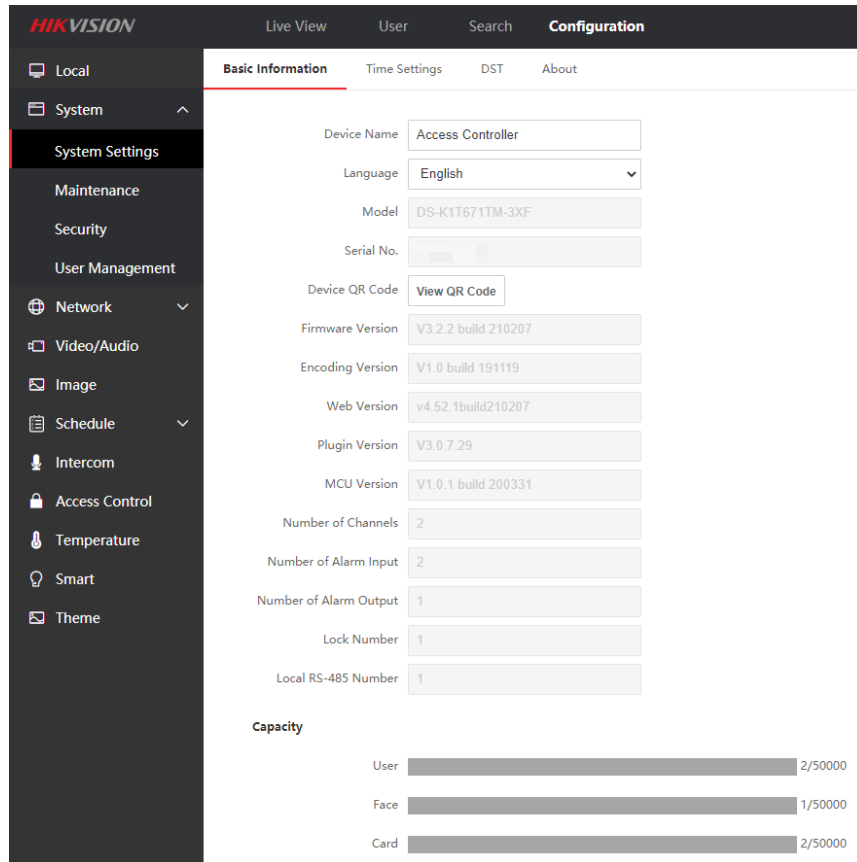 HIKVISION Live View User Search Configuration
Local
System
System Settings
Maintenance
Security
User Management
Network
Video/Audio
Image
Schedule
Intercom
Access Control
Temperature
Smart
Theme
Basic Information Time Settings DST About
Device Name Access Controller
Language English
Model DS-K1T671TM-3XF
Serial No.
Device QR Code View QR Code
Firmware Version V3.2.2 build 210207
Encoding Version V1.0 build 191119
Web Version v4.52.1build210207
Plugin Version V3.0.7.29
MCU Version V1.0.1 build 200331
Number of Channels 2
Number of Alarm Input 2
Number of Alarm Output 1
Lock Number 1
Local RS-485 Number 1
Capacity
User 2/50000
Face 1/50000
Card 2/50000